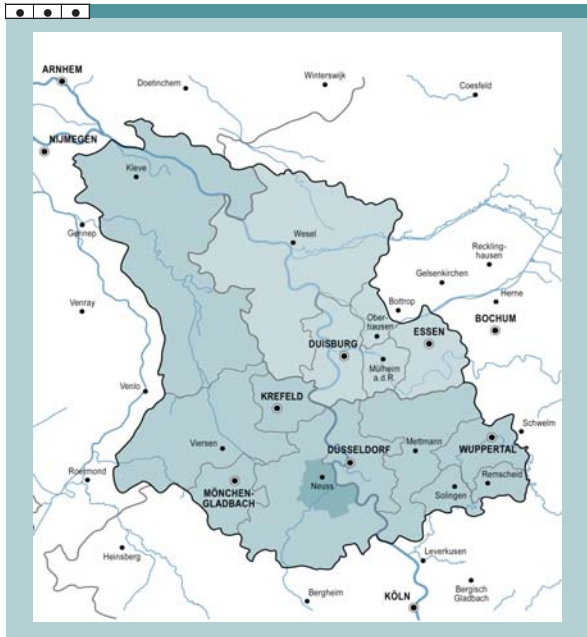 ARNHEM
Doetinchem
Winterswijk
Coesfeld
NIJMEGEN
Kleve
Gennep
Wesel
Reckling-
hausen
Gelsenkirchen
Venray
Bottrop
Herne
Ober-
hausen
BOCHUM
ESSEN
DUISBURG
Mülheim
a.d.R.
Venlo
KREFELD
Schwelm
Viersen
DÜSSELDORF
Mettmann
WUPPERTAL
Roermond
Neuss
Remscheid
MÖNCHEN-
GLADBACH
Solingen
Heinsberg
Leverkusen
Bergheim
KÖLN
Bergisch
Gladbach